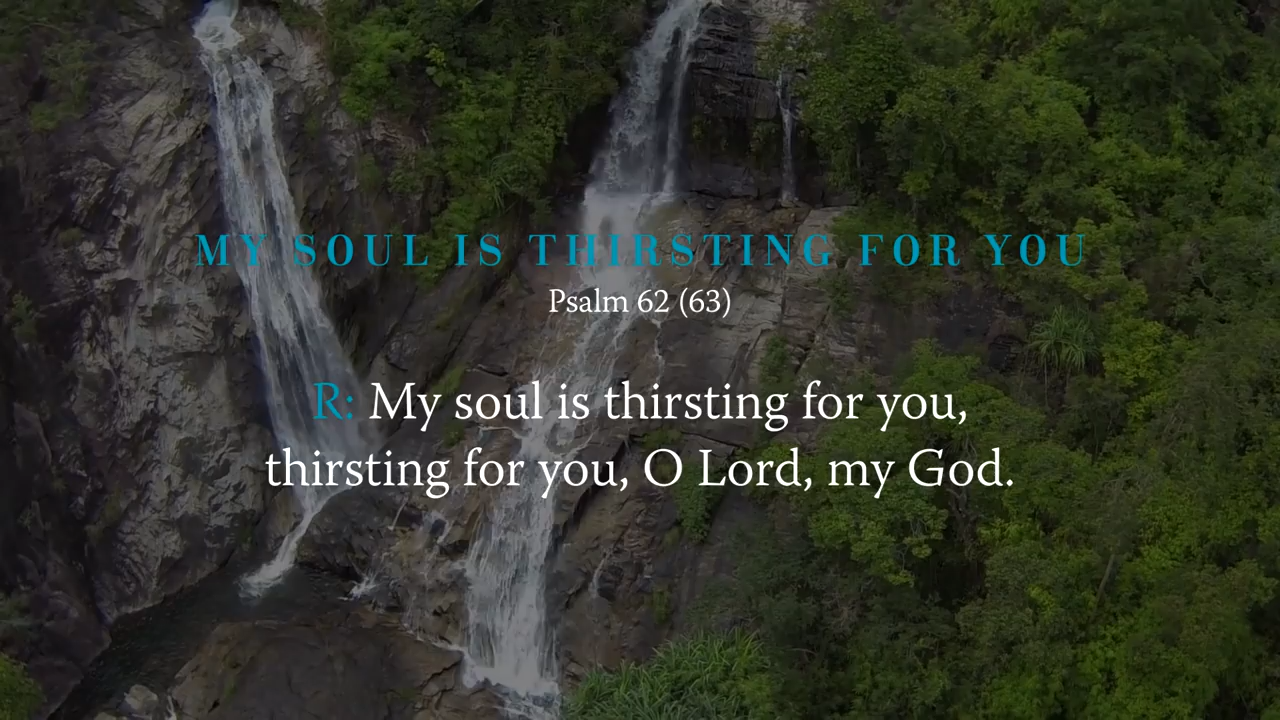 MY SOUL IS THIRSTING FOR YOU
Psalm 62 (63)
R: My soul is thirsting for you,
thirsting for you, O Lord, my God.